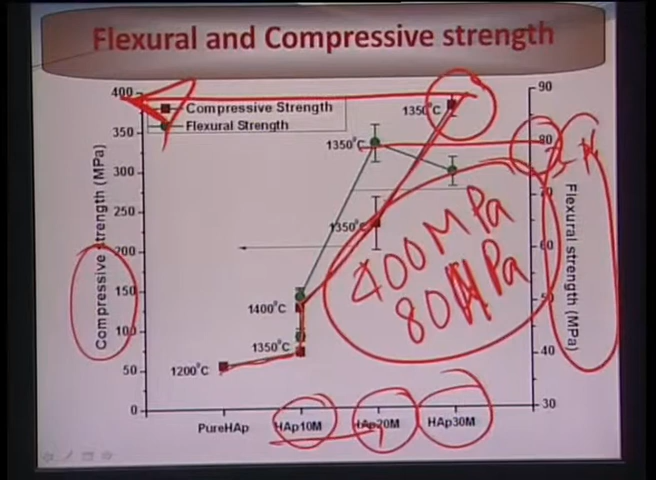 Flexural and Compressive strength
Compressive Strength
Flexural Strength
Compressive strength (MPa)
400
350
300
250
200
150
100
50
0
90
80
70
60
50
40
30
Flexural strength (MPa)
1350°C
1350°C
1350°C
1400°C
1350°C
1200°C
400 MPa
80 MPa
PureHAp
HAp10M
HAp20M
HAp30M